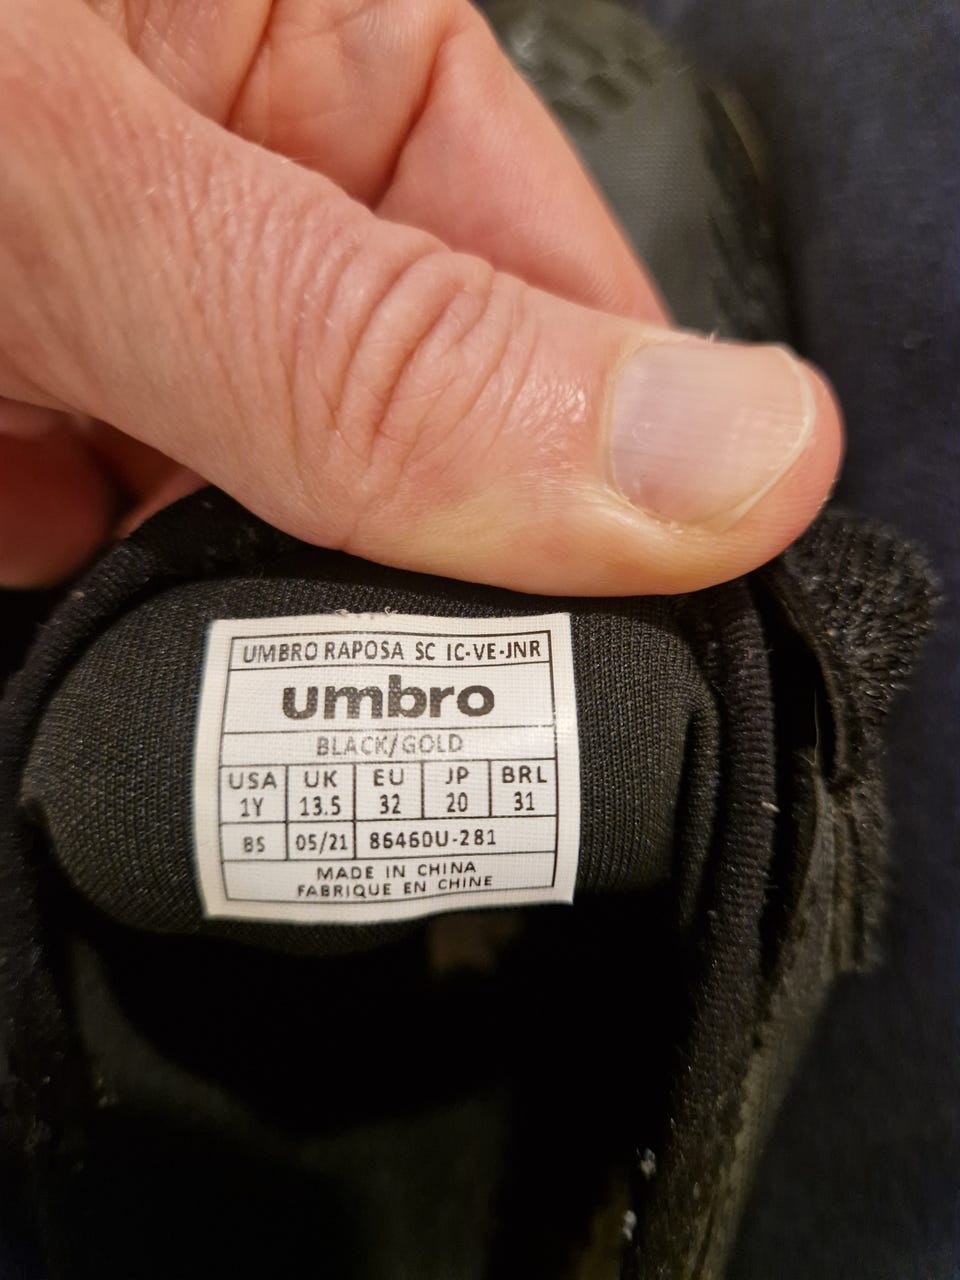 UMBRO RAPOSA SC IC-VE-JNR
umbro
BLACK/GOLD
USA UK EU JP BRL
1Y 13.5 32 20 31
BS 05/21 86460U-281
MADE IN CHINA
FABRIQUE EN CHINE